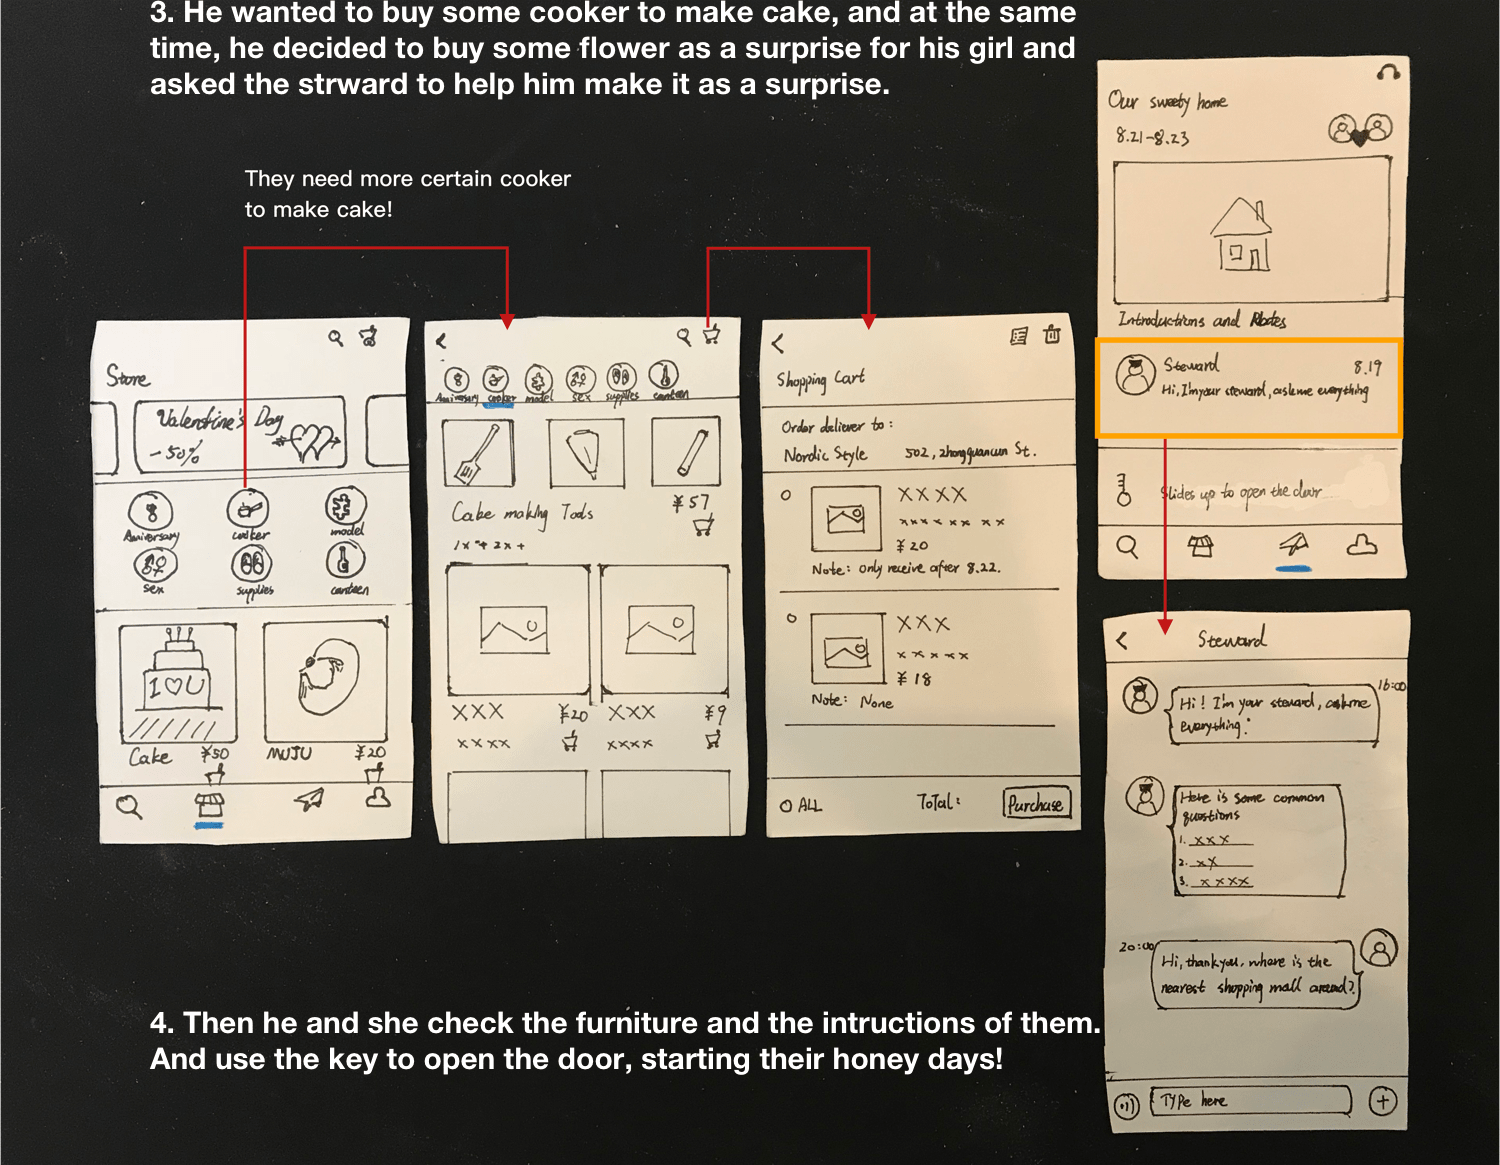 3. He wanted to buy some cooker to make cake, and at the same
time, he decided to buy some flower as a surprise for his girl and
asked the strward to help him make it as a surprise.
They need more certain cooker
to make cake!
Store
Valentine's Day
-50%
Anniversary cooker model
sex supplies canteen
I ♡ U
Cake ¥50 MUJU ¥20
Anniversary cooker model sex supplies canteen
Cake making Tools ¥57
1x + 2x +
XXX ¥20 XXX ¥9
xxxx xxxx
Shopping Cart
Order deliever to:
Nordic Style 502, zhongguancun St.
XXXX
xxxx xx xx
¥20
Note: only receive after 8.22.
XXX
xxxxx
¥18
Note: None
O ALL ToTal: Purchase
Our sweety home
8.21-8.23
Introductions and Notes
Steward 8.19
Hi, I'm your steward, ask me everything
Slides up to open the door
Steward
16:00
Hi! I'm your steward, ask me
everything!
Here is some common
questions
1. xxx
2. xx
3. xxxx
20:00
Hi, thank you, where is the
nearest shopping mall around?
Type here
4. Then he and she check the furniture and the intructions of them.
And use the key to open the door, starting their honey days!